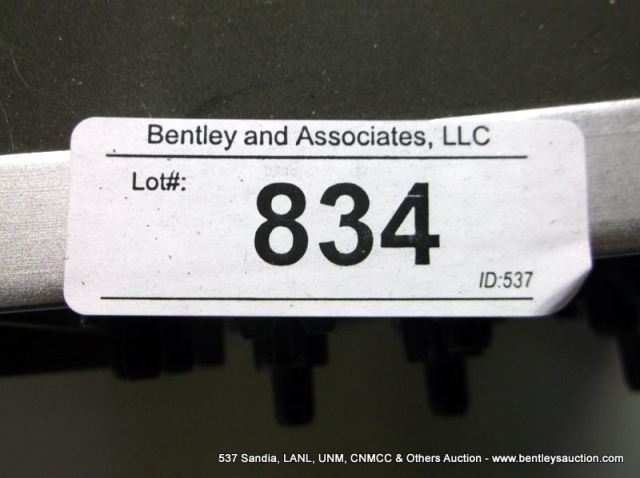 Bentley and Associates, LLC
Lot#:
834
ID:537
537 Sandia, LANL, UNM, CNMCC & Others Auction - www.bentleysauction.com